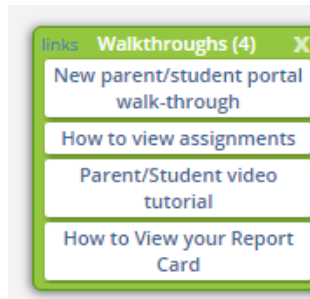 links Walkthroughs (4) X
New parent/student portal
walk-through
How to view assignments
Parent/Student video
tutorial
How to View your Report
Card